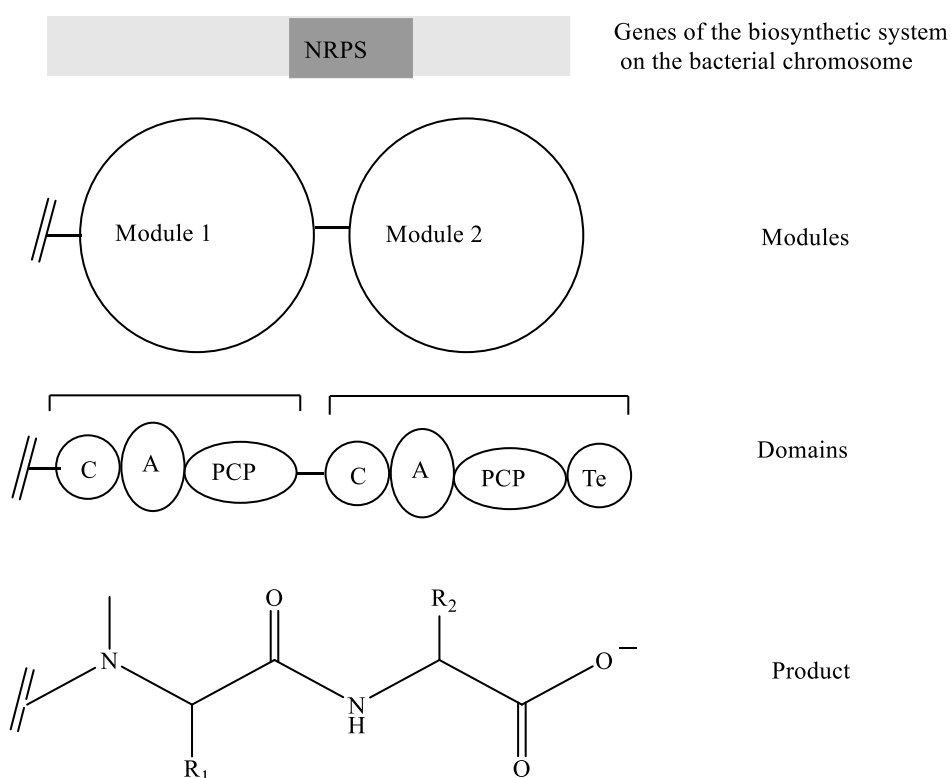 NRPS
Genes of the biosynthetic system
on the bacterial chromosome
Module 1
Module 2
Modules
C
A
PCP
C
A
PCP
Te
Domains
O
R2
N
O −
Product
N
H
R1
O